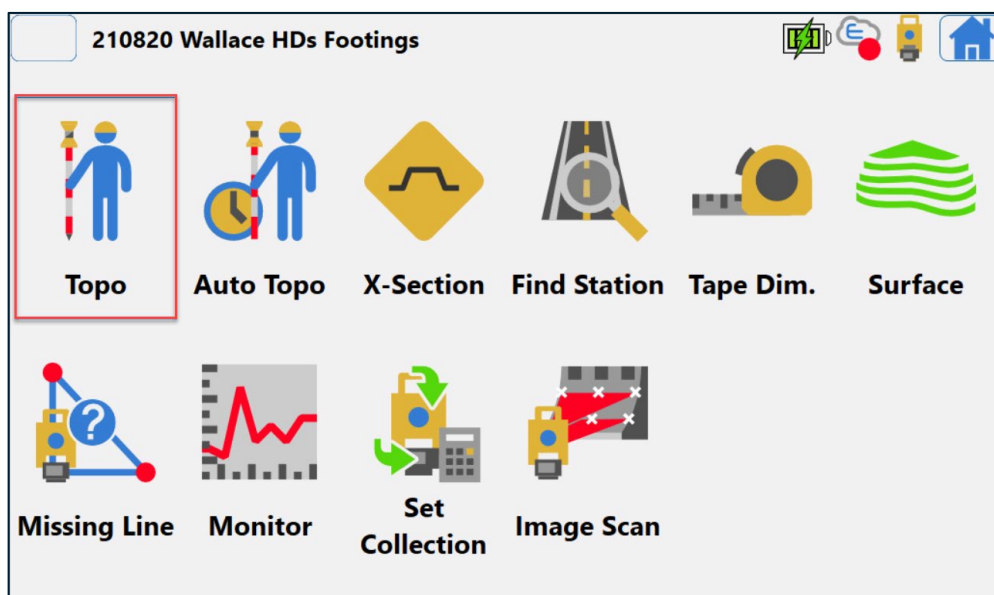 210820 Wallace HDs Footings
E
Topo
Auto Topo
X-Section
Find Station
Tape Dim.
Surface
?
Missing Line
Monitor
Set
Collection
Image Scan